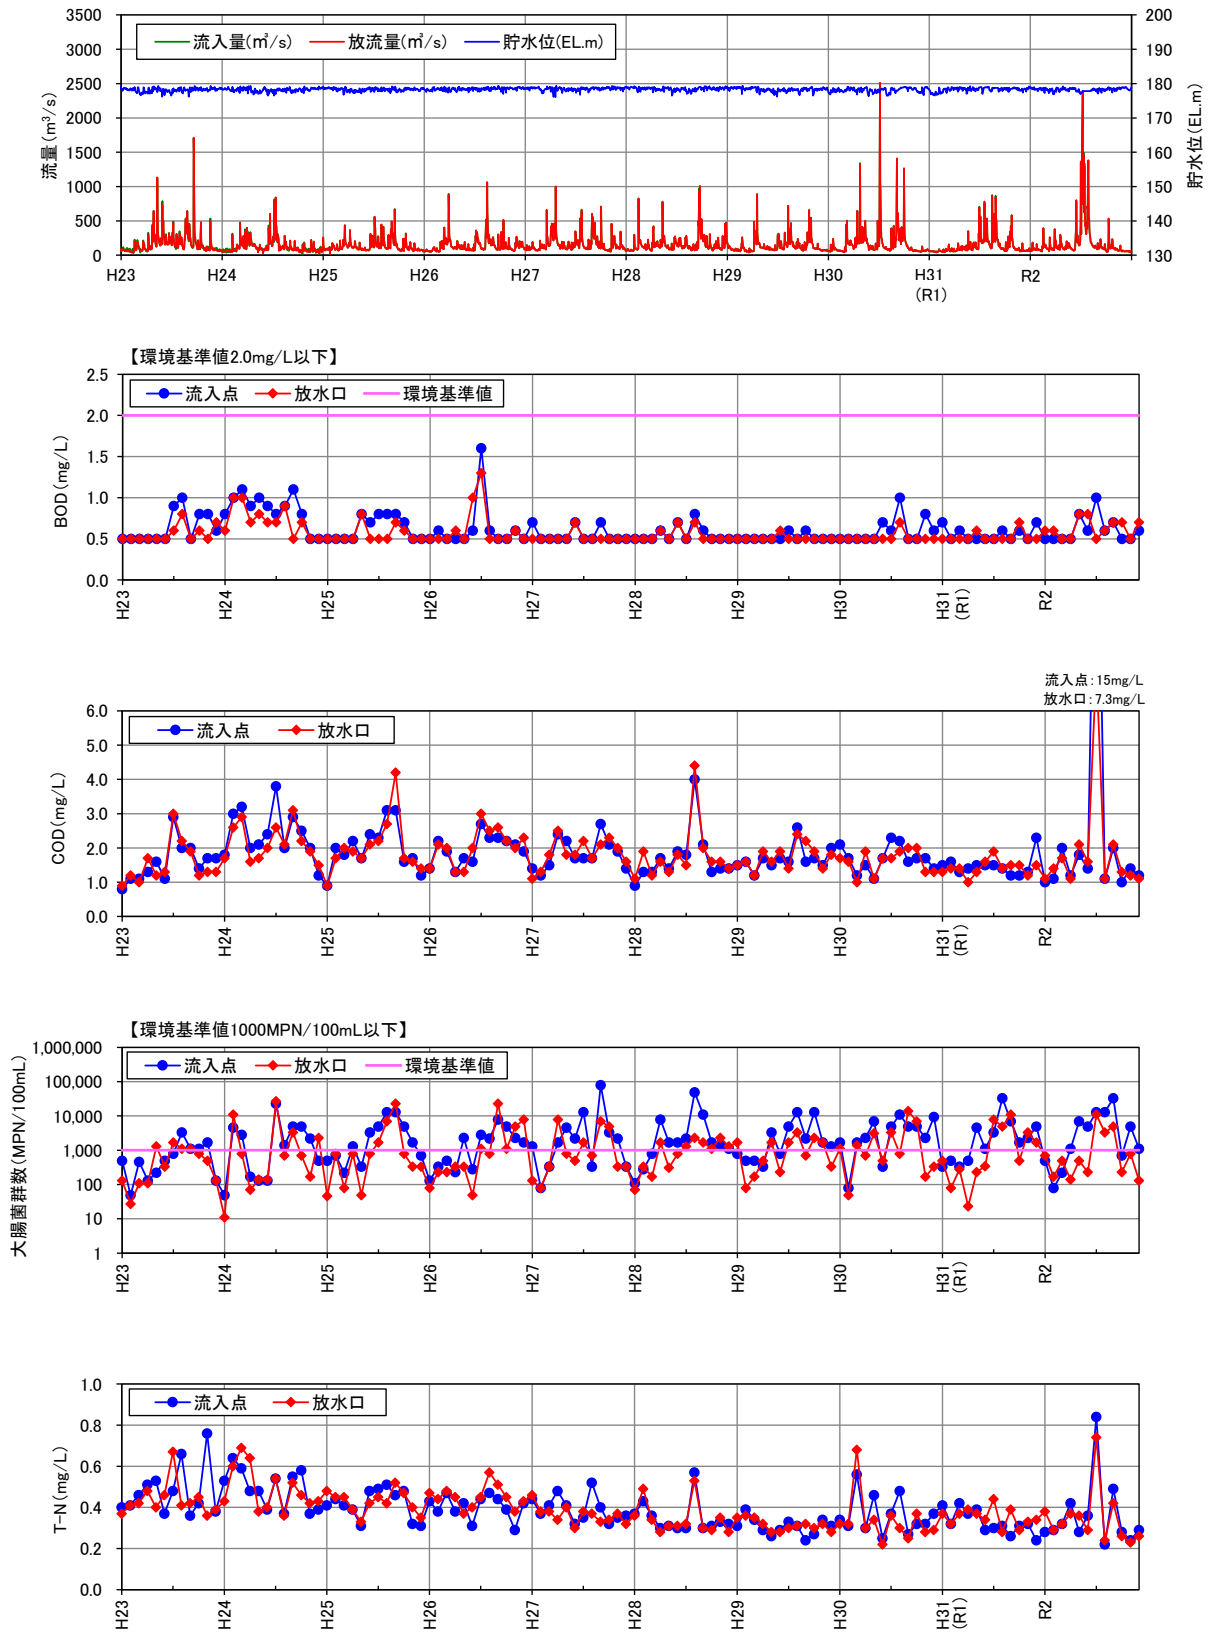 流入量(㎥/s) 放流量(㎥/s) 貯水位(EL.m)
流量(m³/s)
3500
3000
2500
2000
1500
1000
500
0
200
190
180
170
160
150
140
130
貯水位(EL.m)
H23 H24 H25 H26 H27 H28 H29 H30 H31 R2
(R1)
【環境基準値2.0mg/L以下】
流入点 放水口 環境基準値
BOD(mg/L)
2.5
2.0
1.5
1.0
0.5
0.0
H23 H24 H25 H26 H27 H28 H29 H30 H31 R2
(R1)
流入点:15mg/L
放水口:7.3mg/L
流入点 放水口
COD(mg/L)
6.0
5.0
4.0
3.0
2.0
1.0
0.0
H23 H24 H25 H26 H27 H28 H29 H30 H31 R2
(R1)
【環境基準値1000MPN/100mL以下】
流入点 放水口 環境基準値
大腸菌群数(MPN/100mL)
1,000,000
100,000
10,000
1,000
100
10
1
H23 H24 H25 H26 H27 H28 H29 H30 H31 R2
(R1)
流入点 放水口
T-N(mg/L)
1.0
0.8
0.6
0.4
0.2
0.0
H23 H24 H25 H26 H27 H28 H29 H30 H31 R2
(R1)